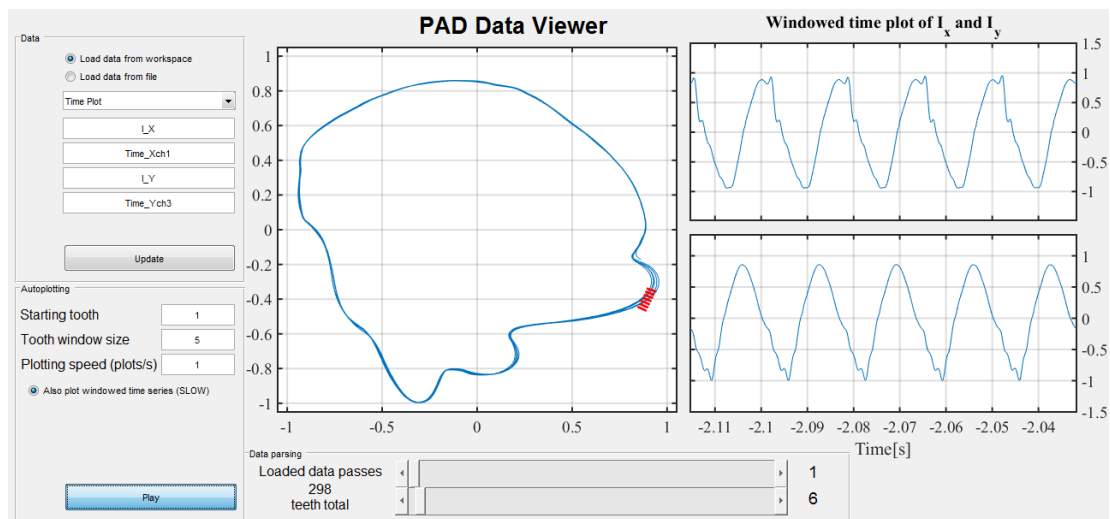 PAD Data Viewer
Data
Load data from workspace
Load data from file
Time Plot
I_X
Time_Xch1
I_Y
Time_Ych3
Update
Autoplotting
Starting tooth 1
Tooth window size 5
Plotting speed (plots/s) 1
Also plot windowed time series (SLOW)
Play
1
0.8
0.6
0.4
0.2
0
-0.2
-0.4
-0.6
-0.8
-1
-1 -0.5 0 0.5 1
Windowed time plot of I_x and I_y
1.5
1
0.5
0
-0.5
-1
1.5
1
0.5
0
-0.5
-1
-1.5
-2.11 -2.1 -2.09 -2.08 -2.07 -2.06 -2.05 -2.04
Time[s]
Data parsing
Loaded data passes 1
298
teeth total 6